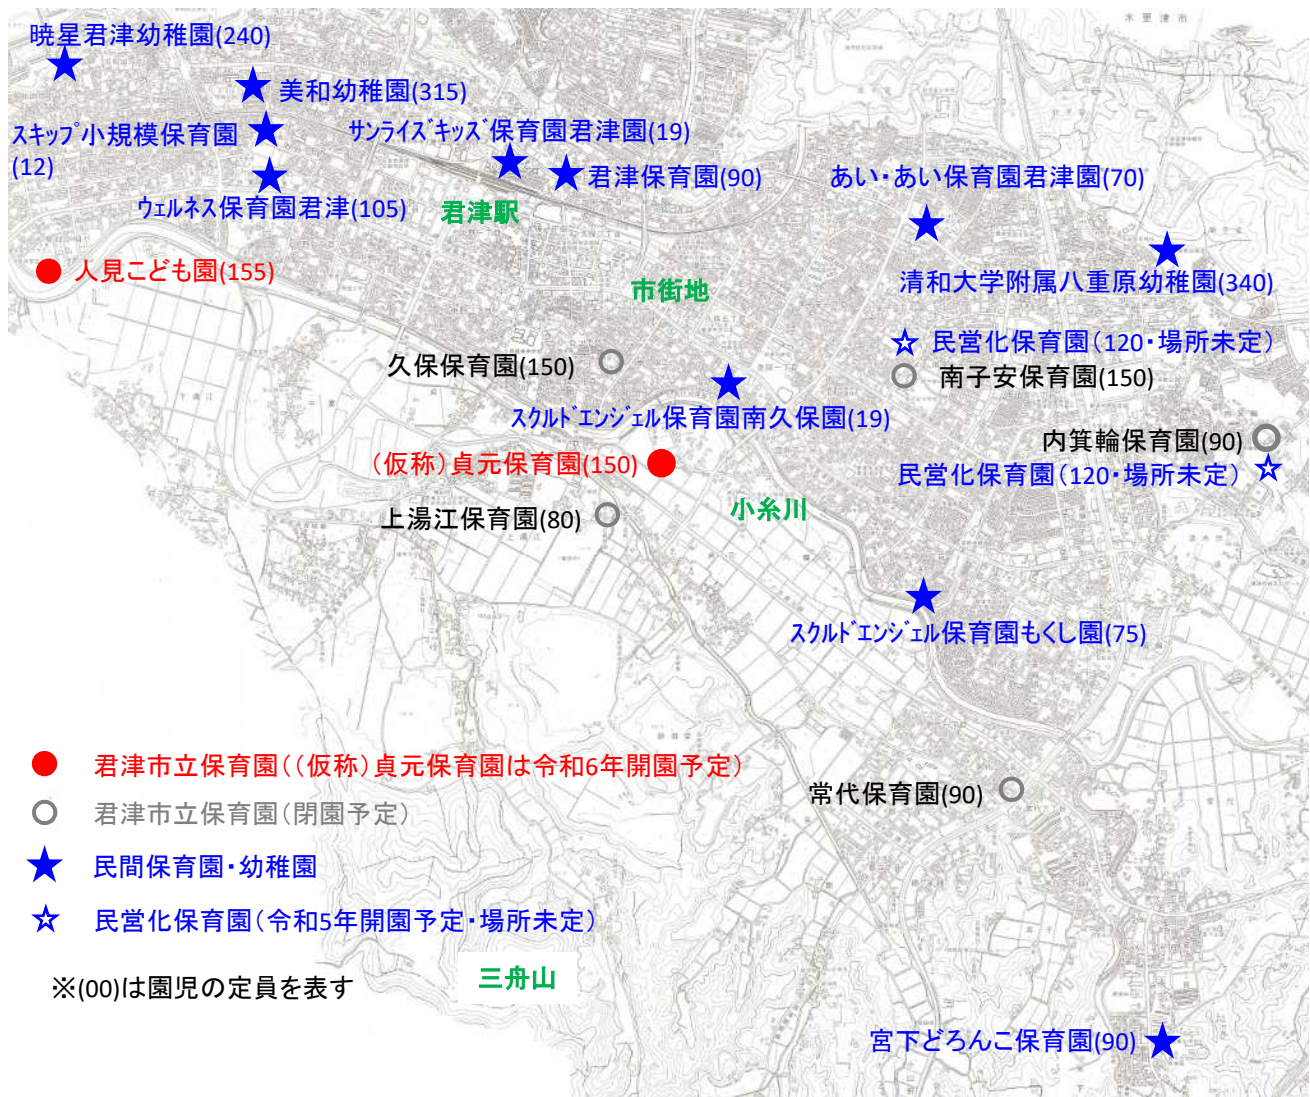 木更津市
暁星君津幼稚園(240)
美和幼稚園(315)
スキップ小規模保育園
(12)
サンライズキッズ保育園君津園(19)
君津保育園(90)
あい・あい保育園君津園(70)
ウェルネス保育園君津(105)
君津駅
人見こども園(155)
市街地
清和大学附属八重原幼稚園(340)
民営化保育園(120・場所未定)
久保保育園(150)
南子安保育園(150)
スクルドエンジェル保育園南久保園(19)
内箕輪保育園(90)
(仮称)貞元保育園(150)
民営化保育園(120・場所未定)
上湯江保育園(80)
小糸川
スクルドエンジェル保育園もくし園(75)
君津市立保育園((仮称)貞元保育園は令和6年開園予定)
常代保育園(90)
君津市立保育園(閉園予定)
民間保育園・幼稚園
民営化保育園(令和5年開園予定・場所未定)
三舟山
※(00)は園児の定員を表す
宮下どろんこ保育園(90)